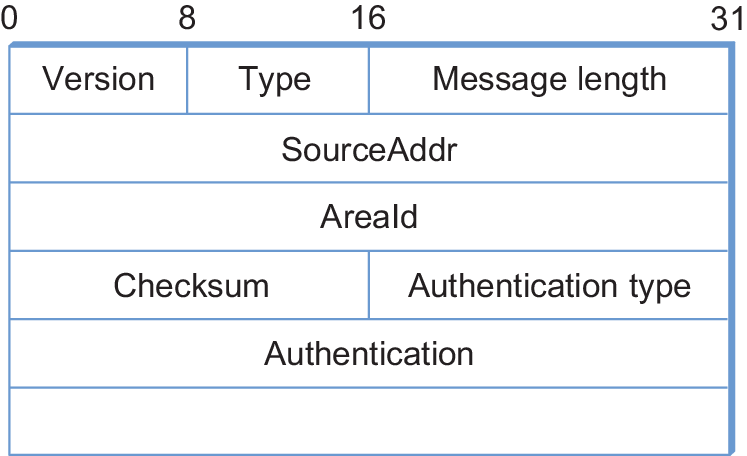 0 8 16 31
Version Type Message length
SourceAddr
AreaId
Checksum Authentication type
Authentication